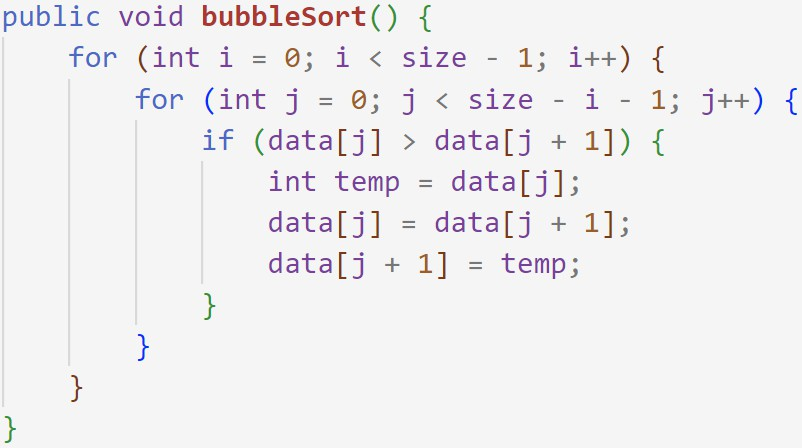 public void bubbleSort() {
    for (int i = 0; i < size - 1; i++) {
        for (int j = 0; j < size - i - 1; j++) {
            if (data[j] > data[j + 1]) {
                int temp = data[j];
                data[j] = data[j + 1];
                data[j + 1] = temp;
            }
        }
    }
}